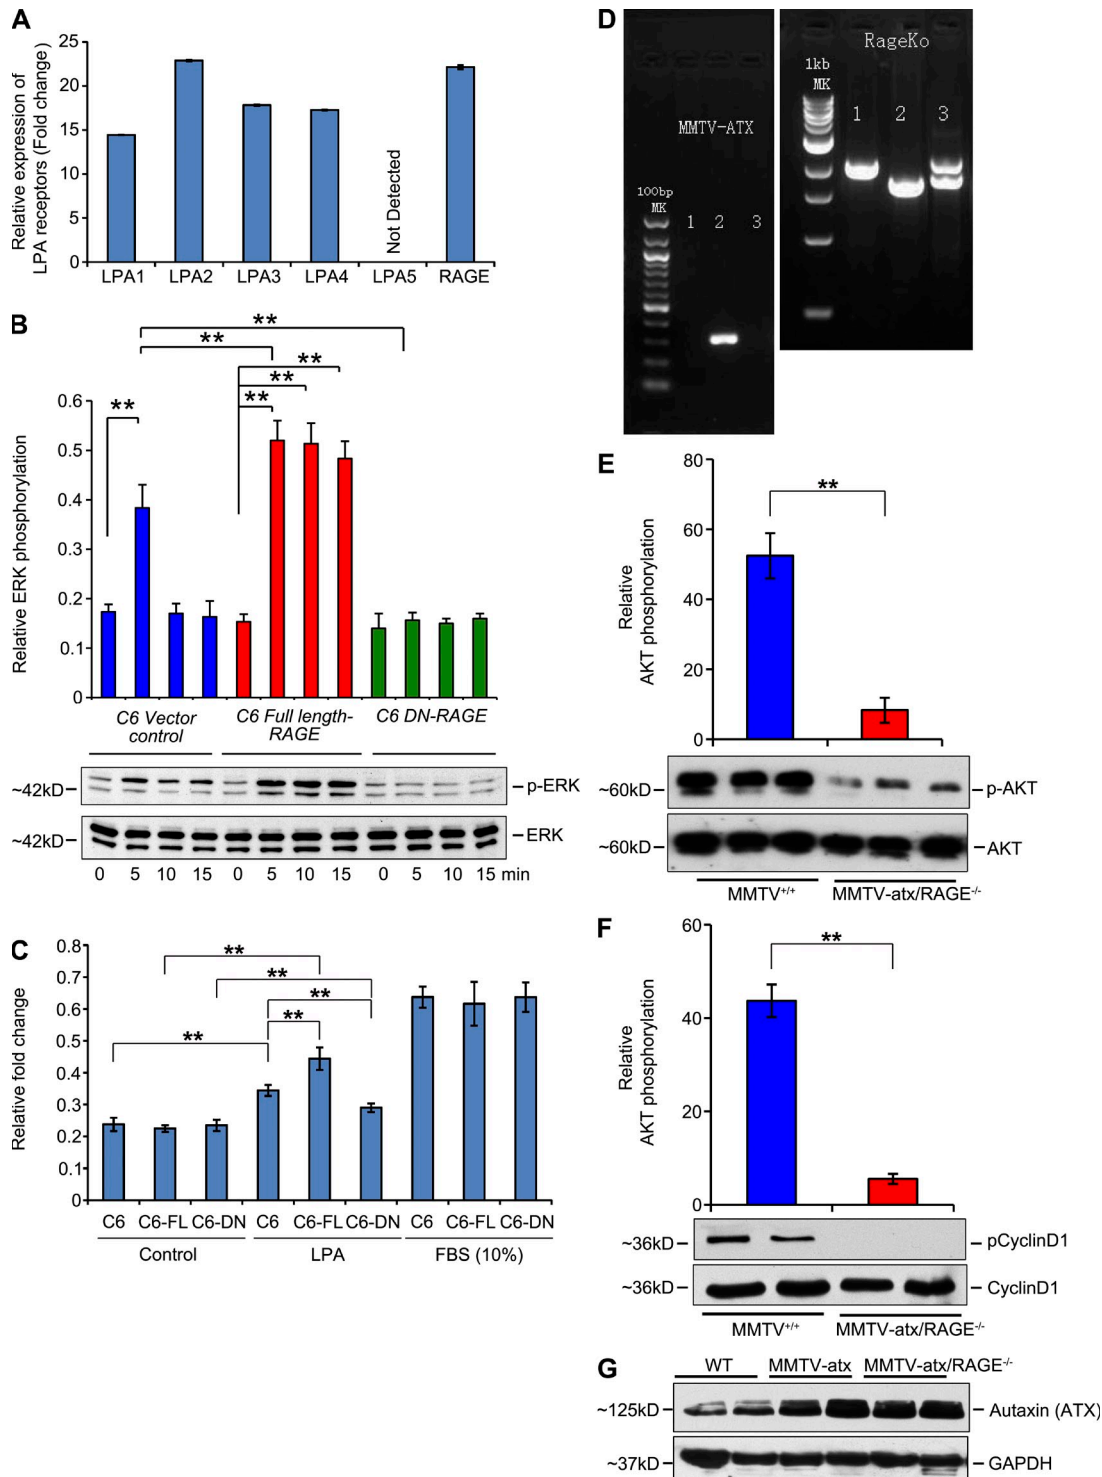 A
Relative expression of
LPA receptors (Fold change)
25
20
15
10
5
0
Not Detected
LPA1 LPA2 LPA3 LPA4 LPA5 RAGE
B
** ** **
** ** **
Relative ERK phosphorylation
0.6
0.5
0.4
0.3
0.2
0.1
0
C6 Vector
control
C6 Full length-
RAGE
C6 DN-RAGE
~42kD p-ERK
~42kD ERK
0 5 10 15 0 5 10 15 0 5 10 15 min
C
Relative fold change
0.8
0.7
0.6
0.5
0.4
0.3
0.2
0.1
0
** ** ** ** **
C6 C6-FL C6-DN C6 C6-FL C6-DN C6 C6-FL C6-DN
Control LPA FBS (10%)
D
MMTV-ATX
100bp
MK
1 2 3
RageKo
1kb
MK
1 2 3
E
Relative
AKT phosphorylation
80
60
40
20
0
**
~60kD p-AKT
~60kD AKT
MMTV+/+ MMTV-atx/RAGE-/-
F
Relative
AKT phosphorylation
60
40
20
0
**
~36kD pCyclinD1
~36kD CyclinD1
MMTV+/+ MMTV-atx/RAGE-/-
G
WT MMTV-atx MMTV-atx/RAGE-/-
~125kD Autaxin (ATX)
~37kD GAPDH